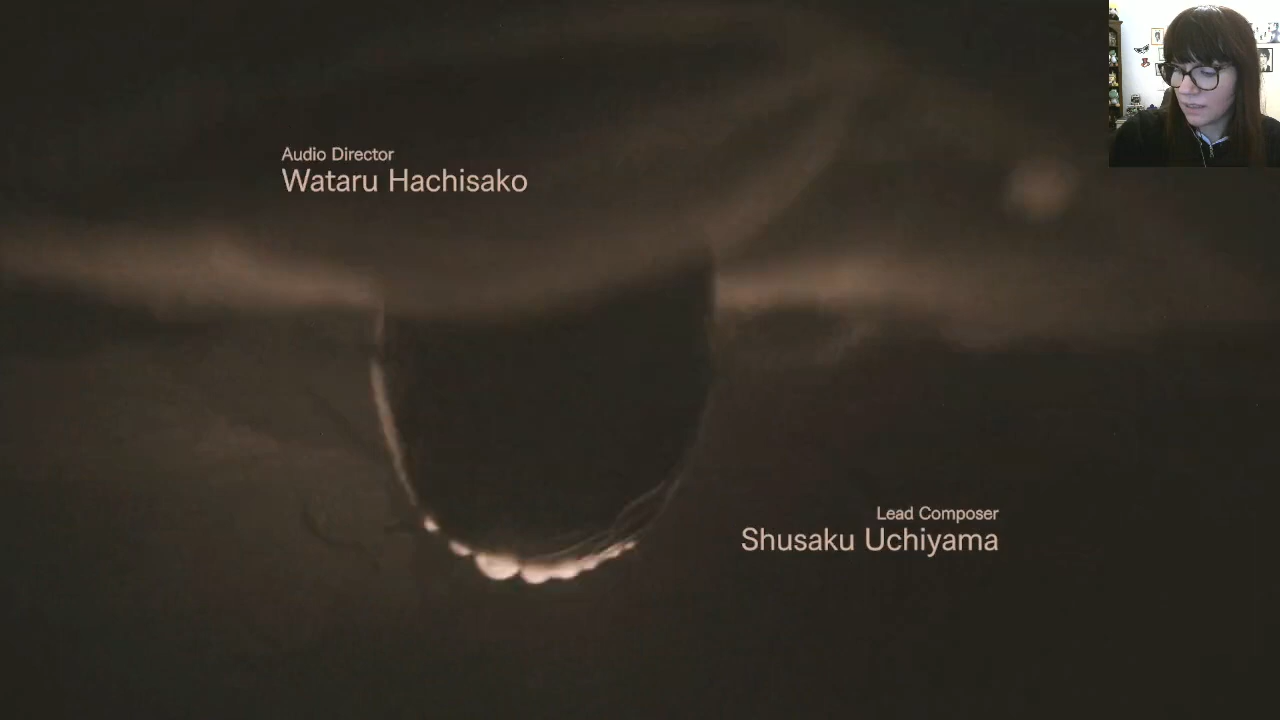 Audio Director
Wataru Hachisako
Lead Composer
Shusaku Uchiyama